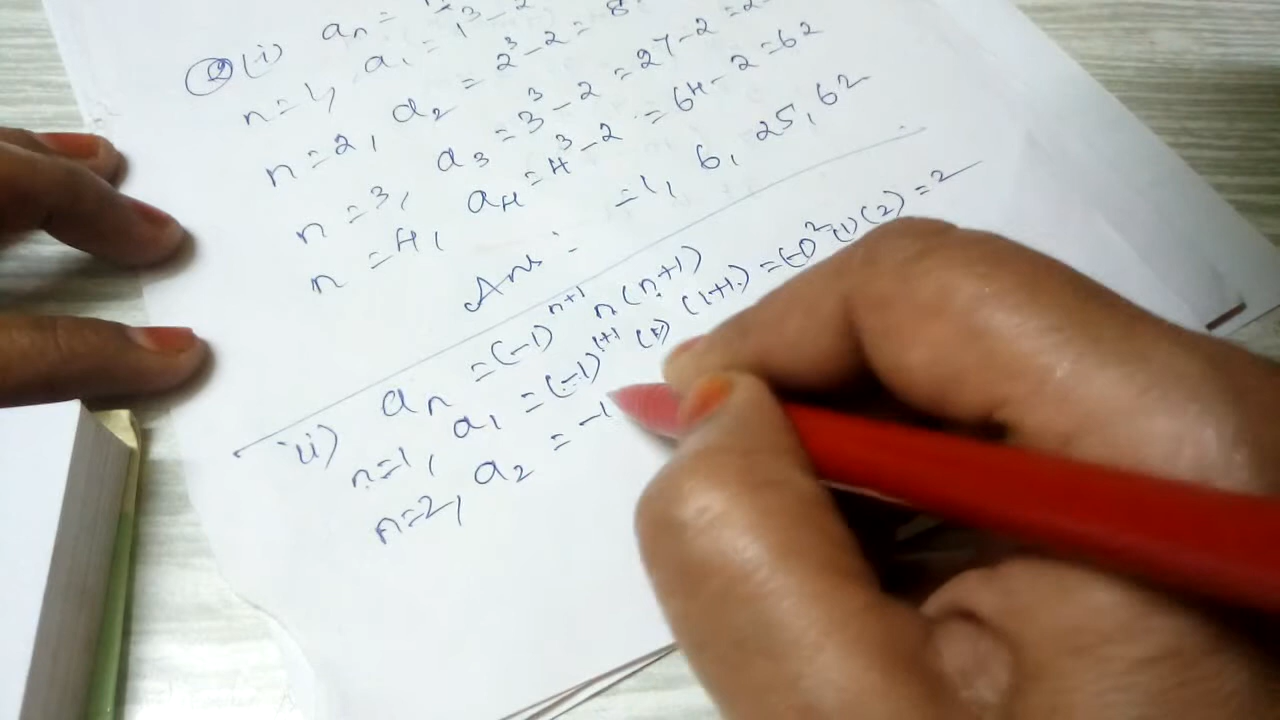 2 (i) aₙ =
n=1, a₁ = 1³-2
n=2, a₂ = 2³-2 = 8
n=3, a₃ = 3³-2 = 27-2 = 2
n=4, a₄ = 4³-2 = 64-2 = 62
Ans:- =1, 6, 25, 62
ii) aₙ = (-1)ⁿ⁺¹ n(n+1)
n=1, a₁ = (-1)¹⁺¹ (1) (1+1) = (-1)² (1) (2) = 2
n=2, a₂ = -1